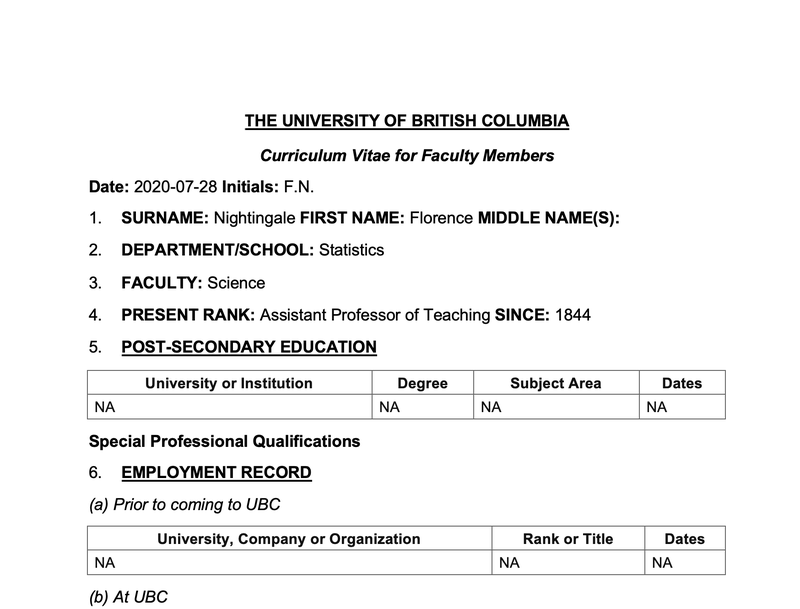 THE UNIVERSITY OF BRITISH COLUMBIA
Curriculum Vitae for Faculty Members
Date: 2020-07-28 Initials: F.N.
1. SURNAME: Nightingale FIRST NAME: Florence MIDDLE NAME(S):
2. DEPARTMENT/SCHOOL: Statistics
3. FACULTY: Science
4. PRESENT RANK: Assistant Professor of Teaching SINCE: 1844
5. POST-SECONDARY EDUCATION
University or Institution Degree Subject Area Dates
NA NA NA NA
Special Professional Qualifications
6. EMPLOYMENT RECORD
(a) Prior to coming to UBC
University, Company or Organization Rank or Title Dates
NA NA NA
(b) At UBC